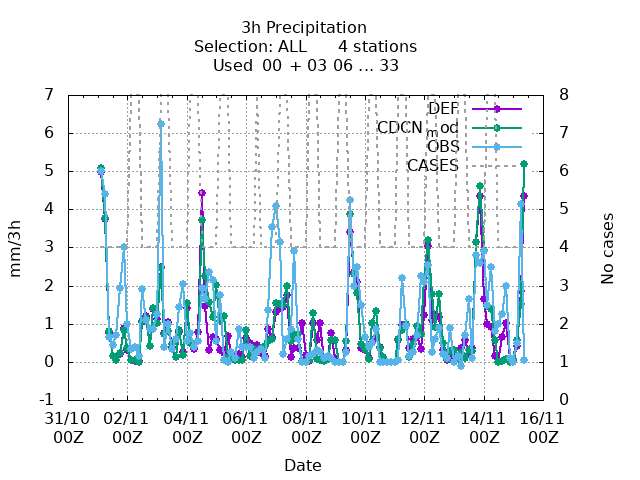 3h Precipitation
Selection: ALL 4 stations
Used 00 + 03 06 ... 33
7 8
DEF
CDCN_mod
6 7
OBS
CASES
5 6
4 5
3 4
2 3
1 2
0 1
-1 0
mm/3h
No cases
31/10 02/11 04/11 06/11 08/11 10/11 12/11 14/11 16/11
00Z 00Z 00Z 00Z 00Z 00Z 00Z 00Z 00Z
Date